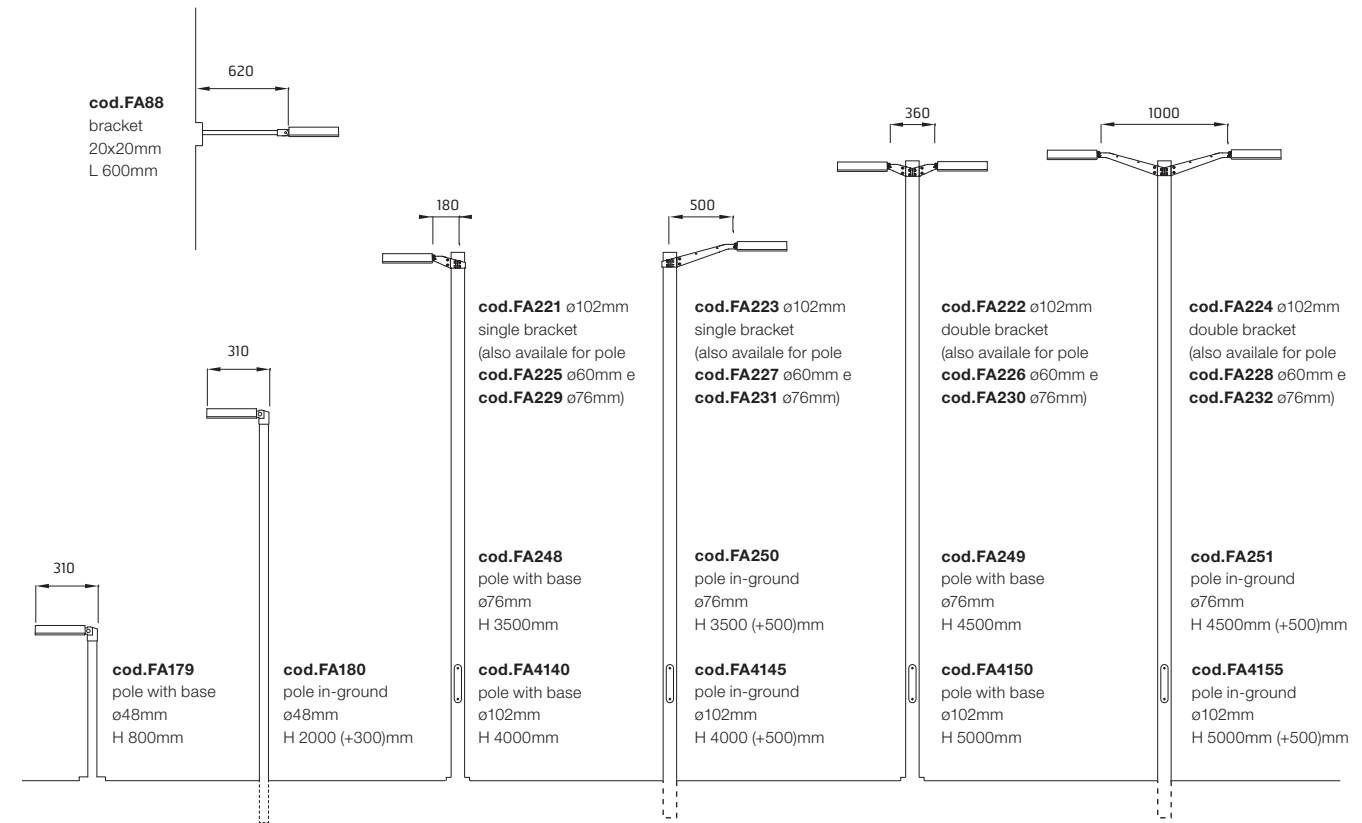 620
cod.FA88
bracket
20x20mm
L 600mm
360
1000
180
500
cod.FA221 ø102mm
single bracket
(also availale for pole
cod.FA225 ø60mm e
cod.FA229 ø76mm)
cod.FA223 ø102mm
single bracket
(also availale for pole
cod.FA227 ø60mm e
cod.FA231 ø76mm)
cod.FA222 ø102mm
double bracket
(also availale for pole
cod.FA226 ø60mm e
cod.FA230 ø76mm)
cod.FA224 ø102mm
double bracket
(also availale for pole
cod.FA228 ø60mm e
cod.FA232 ø76mm)
310
310
cod.FA248
pole with base
ø76mm
H 3500mm
cod.FA250
pole in-ground
ø76mm
H 3500 (+500)mm
cod.FA249
pole with base
ø76mm
H 4500mm
cod.FA251
pole in-ground
ø76mm
H 4500mm (+500)mm
cod.FA179
pole with base
ø48mm
H 800mm
cod.FA180
pole in-ground
ø48mm
H 2000 (+300)mm
cod.FA4140
pole with base
ø102mm
H 4000mm
cod.FA4145
pole in-ground
ø102mm
H 4000 (+500)mm
cod.FA4150
pole with base
ø102mm
H 5000mm
cod.FA4155
pole in-ground
ø102mm
H 5000mm (+500)mm